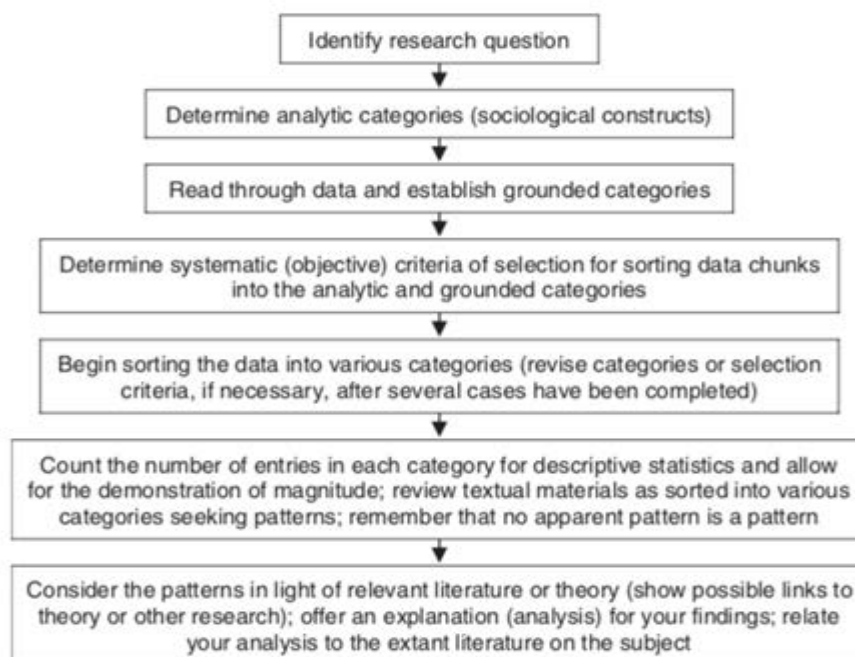 Identify research question
Determine analytic categories (sociological constructs)
Read through data and establish grounded categories
Determine systematic (objective) criteria of selection for sorting data chunks
into the analytic and grounded categories
Begin sorting the data into various categories (revise categories or selection
criteria, if necessary, after several cases have been completed)
Count the number of entries in each category for descriptive statistics and allow
for the demonstration of magnitude; review textual materials as sorted into various
categories seeking patterns; remember that no apparent pattern is a pattern
Consider the patterns in light of relevant literature or theory (show possible links to
theory or other research); offer an explanation (analysis) for your findings; relate
your analysis to the extant literature on the subject